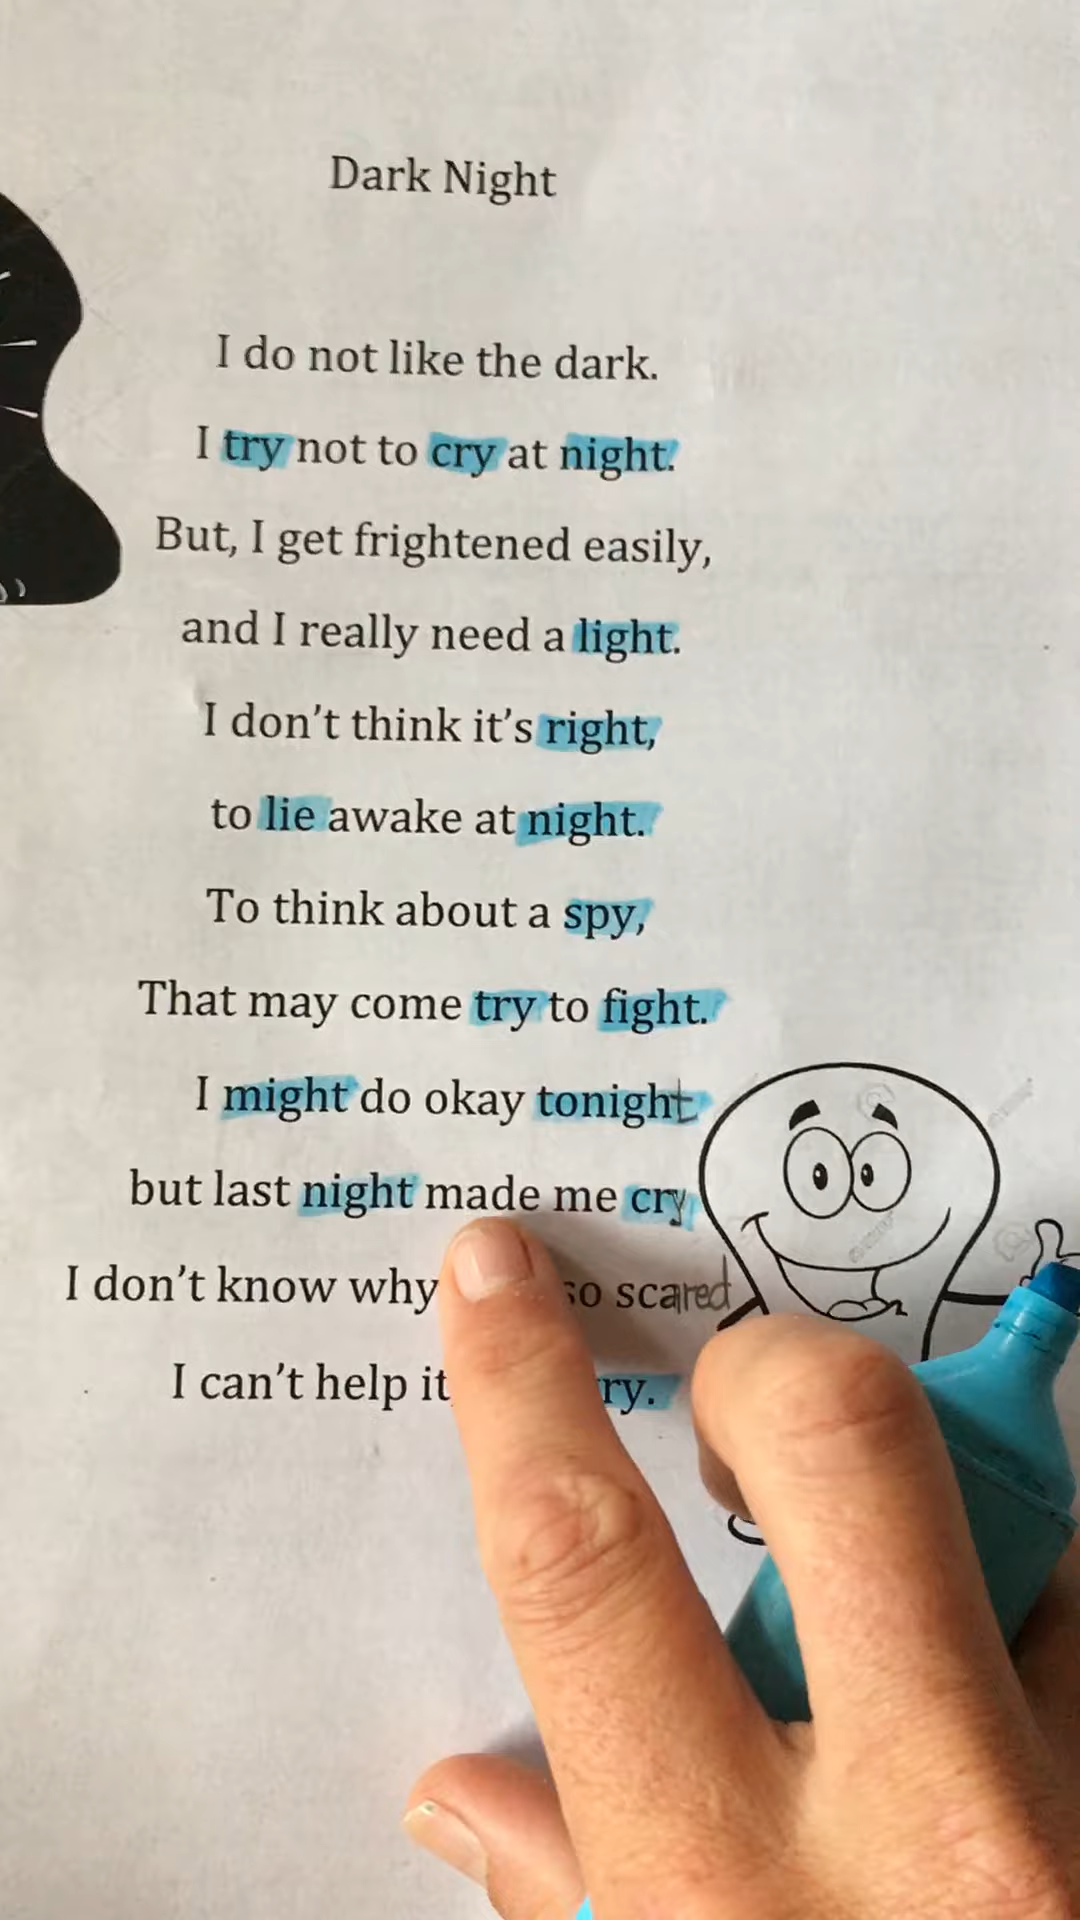 Dark Night
I do not like the dark.
I try not to cry at night.
But, I get frightened easily,
and I really need a light.
I don't think it's right,
to lie awake at night.
To think about a spy,
That may come try to fight.
I might do okay tonight
but last night made me cry
I don't know why so scared
I can't help it